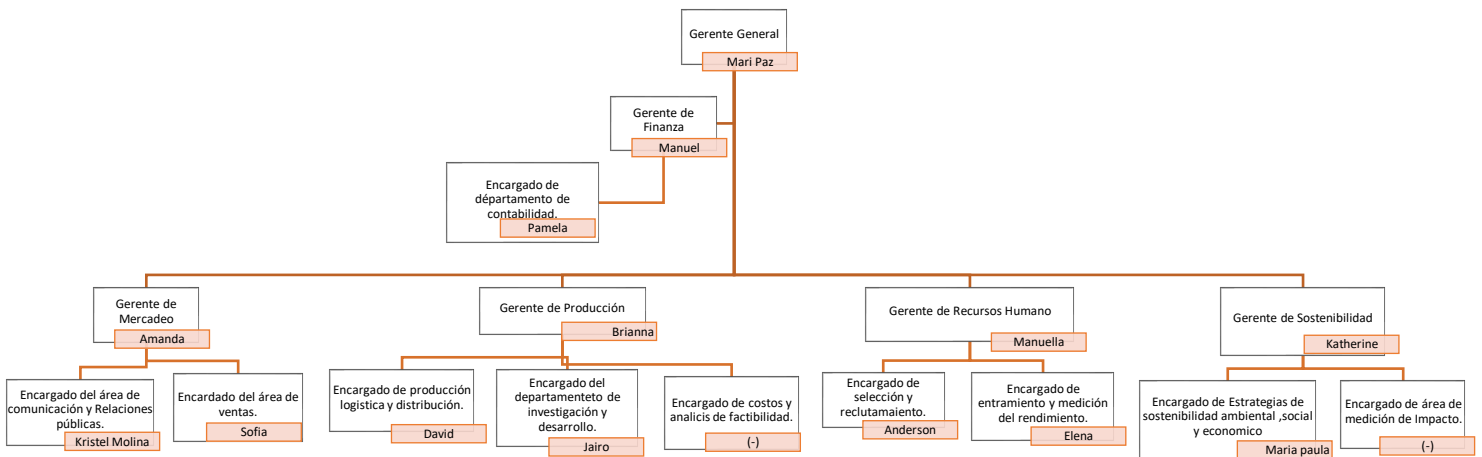 Gerente General
Mari Paz
Gerente de
Finanza
Manuel
Encargado de
départamento de
contabilidad.
Pamela
Gerente de
Mercadeo
Amanda
Gerente de Producción
Brianna
Gerente de Recursos Humano
Manuella
Gerente de Sostenibilidad
Katherine
Encargado del área de
comunicación y Relaciones
públicas.
Kristel Molina
Encardado del área de
ventas.
Sofia
Encargado de producción
logistica y distribución.
David
Encargado del
departamenteto de
investigación y
desarrollo.
Jairo
Encargado de costos y
analisis de factibilidad.
(-)
Encargado de
selección y
reclutamaiento.
Anderson
Encargado de
entramiento y medición
del rendimiento.
Elena
Encargado de Estrategias de
sostenibilidad ambiental ,social
y economico
Maria paula
Encargado de área de
medición de Impacto.
(-)